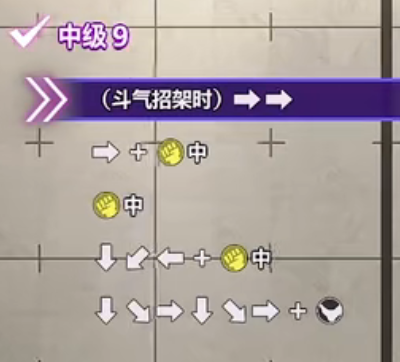 中级 9
（斗气招架时）➡➡
➡ + 中
中
⬇↙⬅ + 中
⬇↘➡⬇↘➡ +